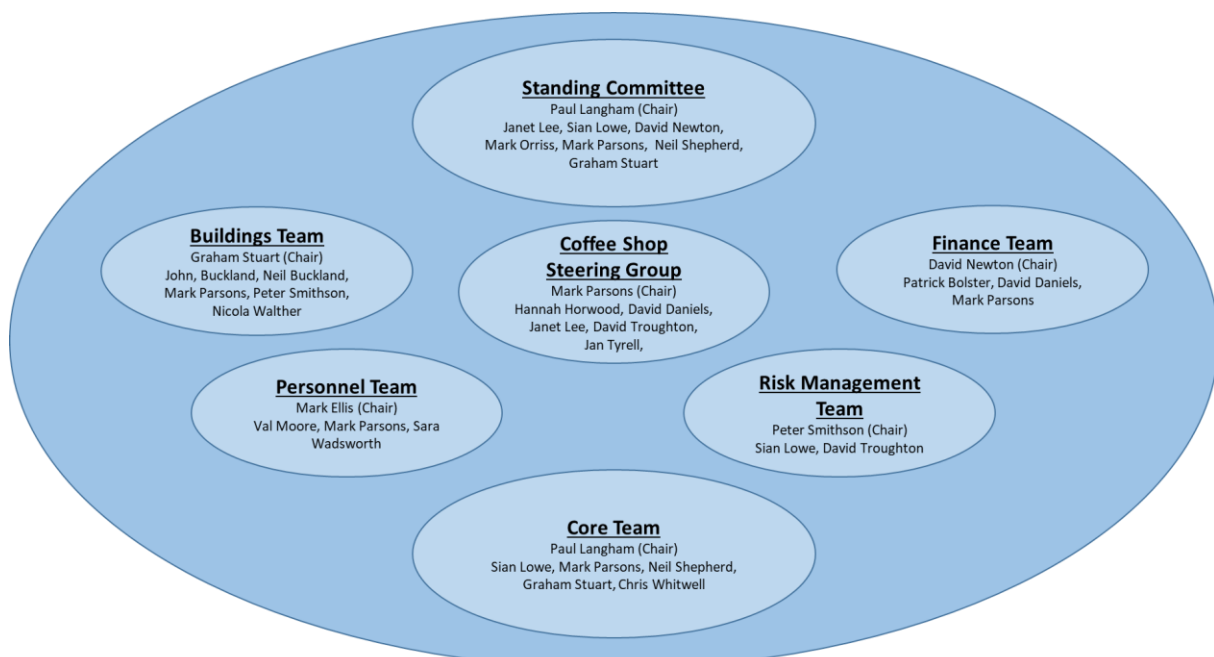 Standing Committee
Paul Langham (Chair)
Janet Lee, Sian Lowe, David Newton,
Mark Orriss, Mark Parsons, Neil Shepherd,
Graham Stuart
Buildings Team
Graham Stuart (Chair)
John, Buckland, Neil Buckland,
Mark Parsons, Peter Smithson,
Nicola Walther
Coffee Shop
Steering Group
Mark Parsons (Chair)
Hannah Horwood, David Daniels,
Janet Lee, David Troughton,
Jan Tyrell,
Finance Team
David Newton (Chair)
Patrick Bolster, David Daniels,
Mark Parsons
Personnel Team
Mark Ellis (Chair)
Val Moore, Mark Parsons, Sara
Wadsworth
Risk Management
Team
Peter Smithson (Chair)
Sian Lowe, David Troughton
Core Team
Paul Langham (Chair)
Sian Lowe, Mark Parsons, Neil Shepherd,
Graham Stuart, Chris Whitwell